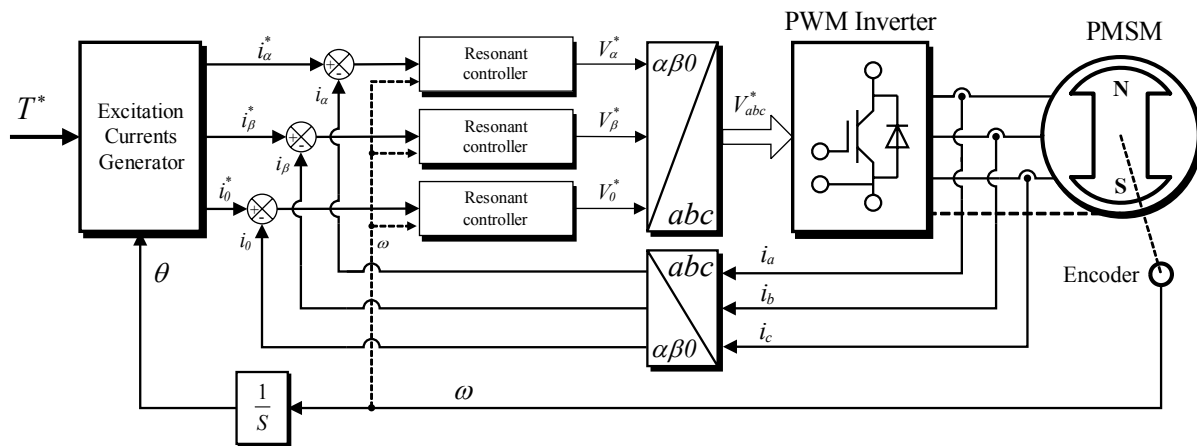 PWM Inverter
PMSM
T*
Excitation
Currents
Generator
i*α
i*β
i*0
+
-
+
-
+
-
iα
iβ
i0
Resonant
controller
Resonant
controller
Resonant
controller
V*α
V*β
V*0
αβ0
abc
V*abc
N
S
ω
abc
αβ0
ia
ib
ic
Encoder
θ
1
S
ω